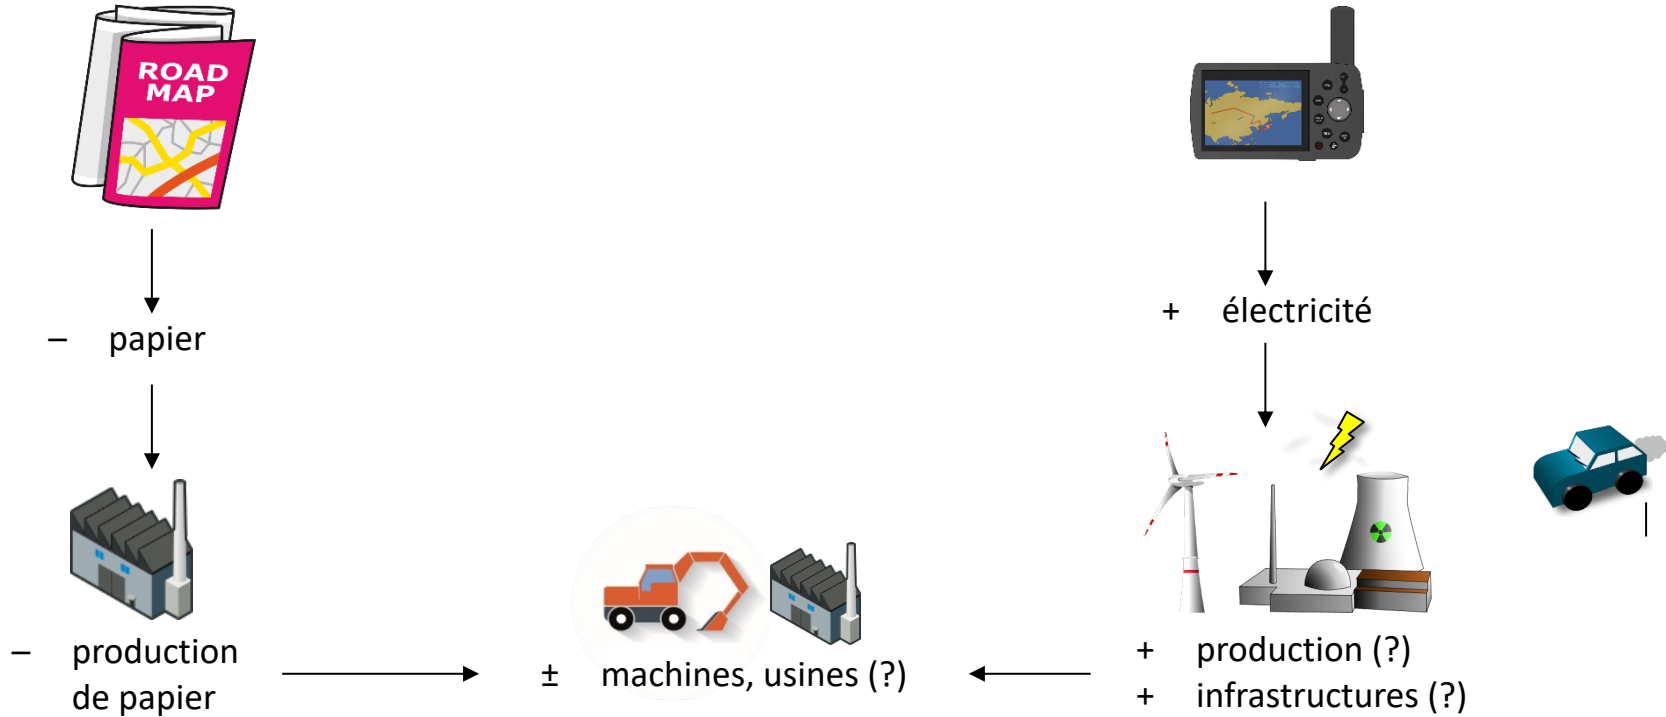 ROAD
MAP
– papier
– production
de papier
± machines, usines (?)
+ électricité
+ production (?)
+ infrastructures (?)